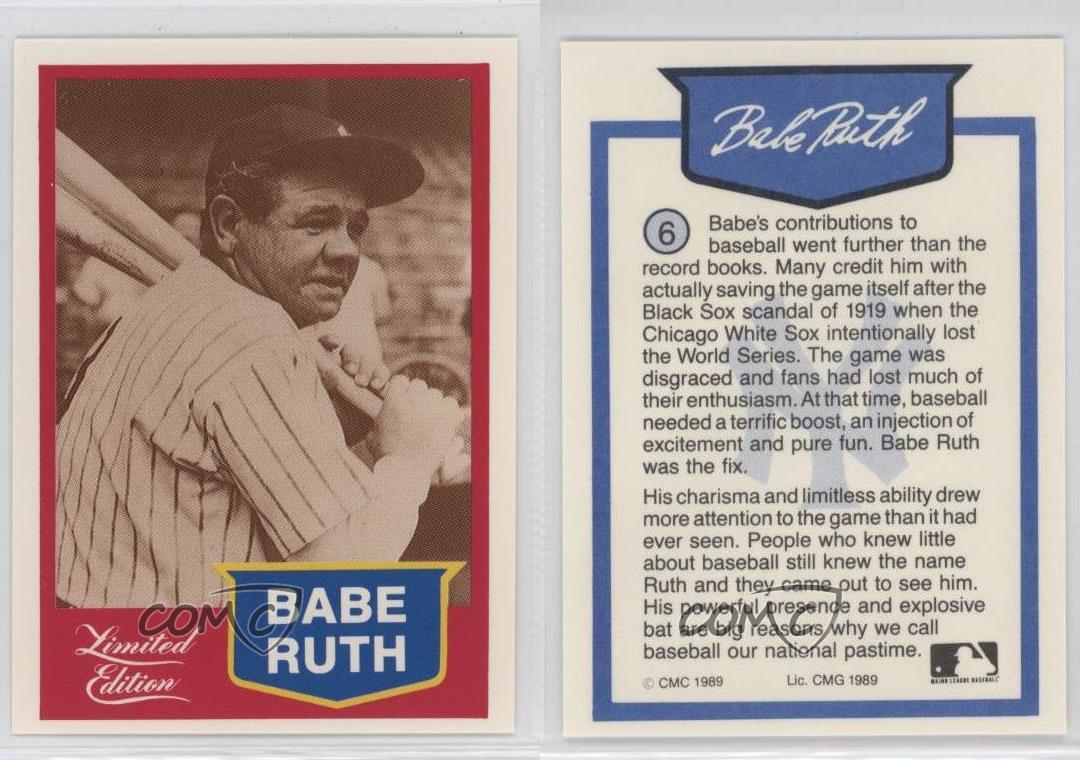 Limited
Edition
BABE
RUTH
COMC
Babe Ruth
6
Babe's contributions to
baseball went further than the
record books. Many credit him with
actually saving the game itself after the
Black Sox scandal of 1919 when the
Chicago White Sox intentionally lost
the World Series. The game was
disgraced and fans had lost much of
their enthusiasm. At that time, baseball
needed a terrific boost, an injection of
excitement and pure fun. Babe Ruth
was the fix.
His charisma and limitless ability drew
more attention to the game than it had
ever seen. People who knew little
about baseball still knew the name
Ruth and they came out to see him.
His powerful presence and explosive
bat are big reasons why we call
baseball our national pastime.
COMC
MAJOR LEAGUE BASEBALL
© CMC 1989 Lic. CMG 1989
NY